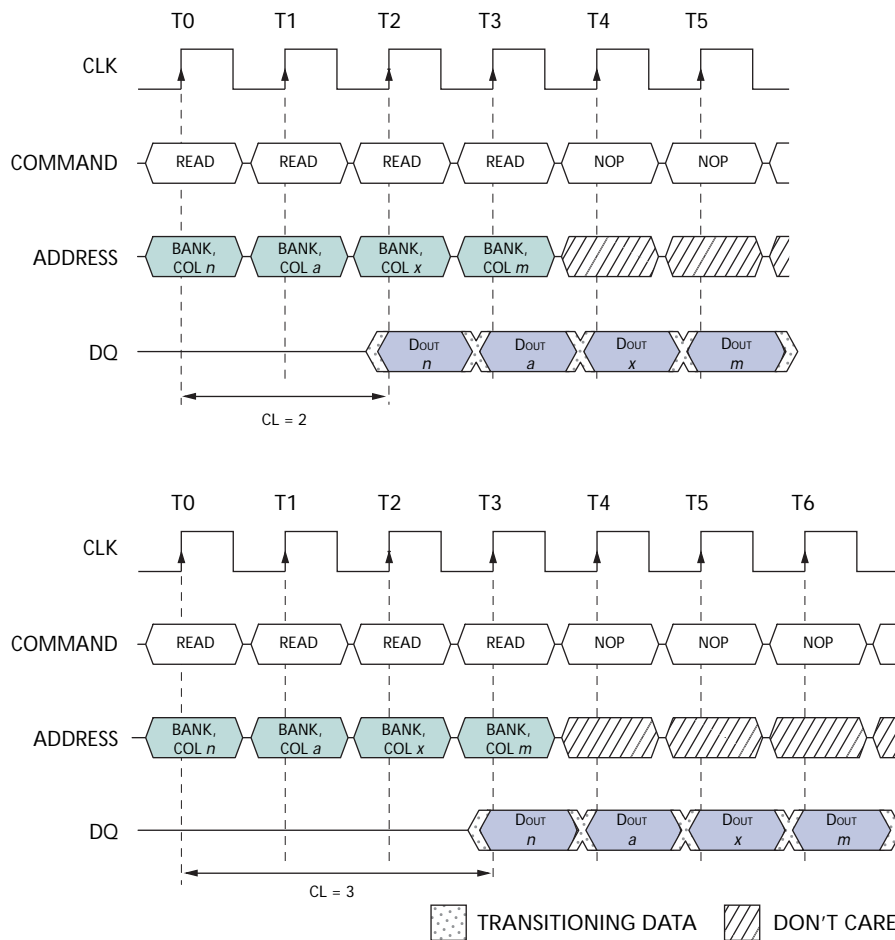 T0 T1 T2 T3 T4 T5
CLK
COMMAND READ READ READ READ NOP NOP
ADDRESS BANK, COL n BANK, COL a BANK, COL x BANK, COL m
DQ DOUT n DOUT a DOUT x DOUT m
CL = 2
T0 T1 T2 T3 T4 T5 T6
CLK
COMMAND READ READ READ READ NOP NOP NOP
ADDRESS BANK, COL n BANK, COL a BANK, COL x BANK, COL m
DQ DOUT n DOUT a DOUT x DOUT m
CL = 3
TRANSITIONING DATA DON'T CARE